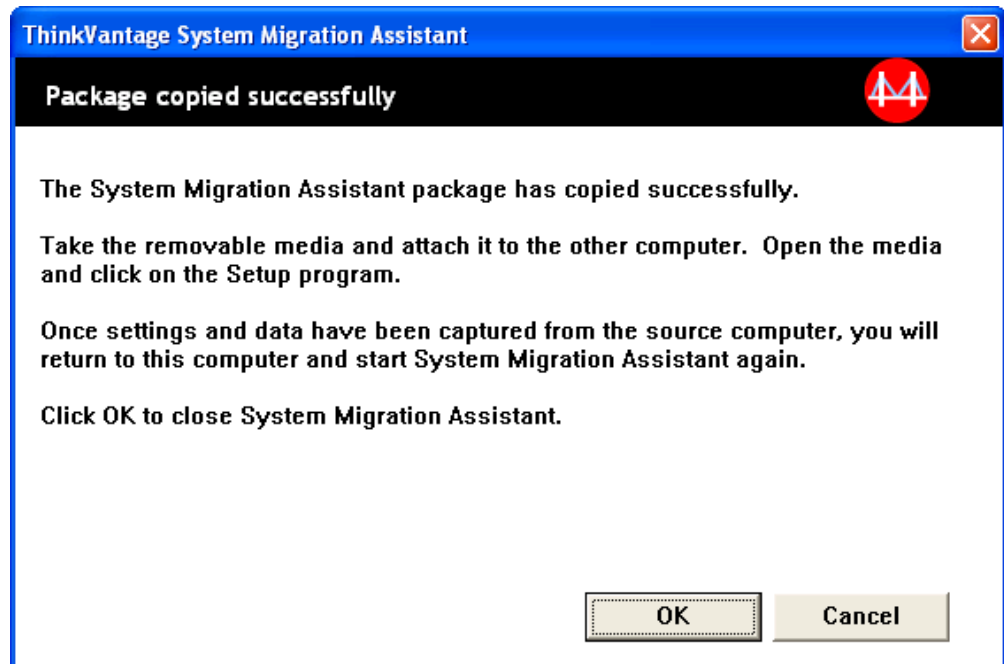 ThinkVantage System Migration Assistant
Package copied successfully
The System Migration Assistant package has copied successfully.
Take the removable media and attach it to the other computer.  Open the media
and click on the Setup program.
Once settings and data have been captured from the source computer, you will
return to this computer and start System Migration Assistant again.
Click OK to close System Migration Assistant.
OK
Cancel